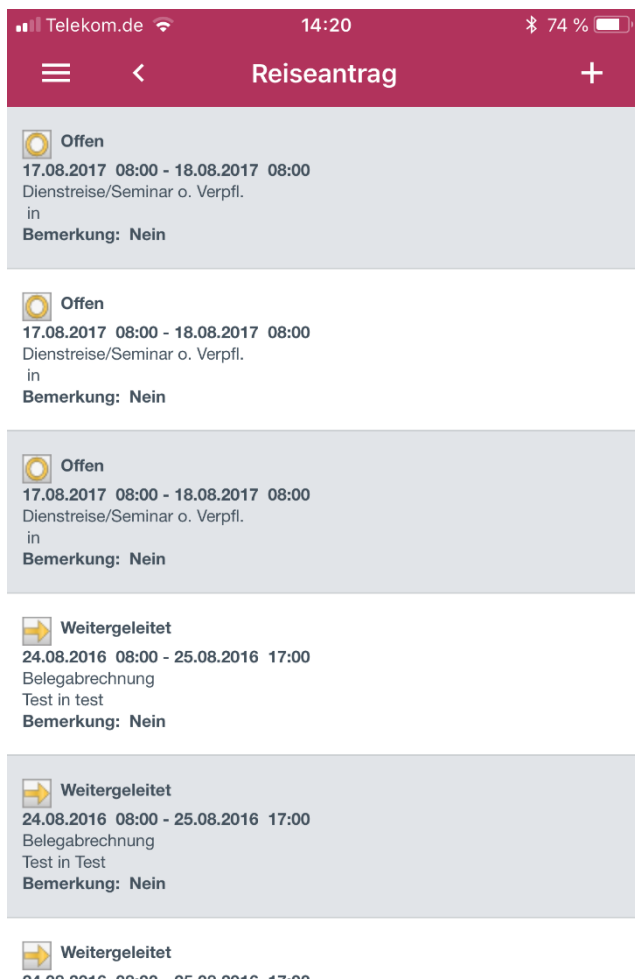 Telekom.de 14:20 74 %
Reiseantrag
Offen
17.08.2017 08:00 - 18.08.2017 08:00
Dienstreise/Seminar o. Verpfl.
in
Bemerkung: Nein
Offen
17.08.2017 08:00 - 18.08.2017 08:00
Dienstreise/Seminar o. Verpfl.
in
Bemerkung: Nein
Offen
17.08.2017 08:00 - 18.08.2017 08:00
Dienstreise/Seminar o. Verpfl.
in
Bemerkung: Nein
Weitergeleitet
24.08.2016 08:00 - 25.08.2016 17:00
Belegabrechnung
Test in test
Bemerkung: Nein
Weitergeleitet
24.08.2016 08:00 - 25.08.2016 17:00
Belegabrechnung
Test in Test
Bemerkung: Nein
Weitergeleitet